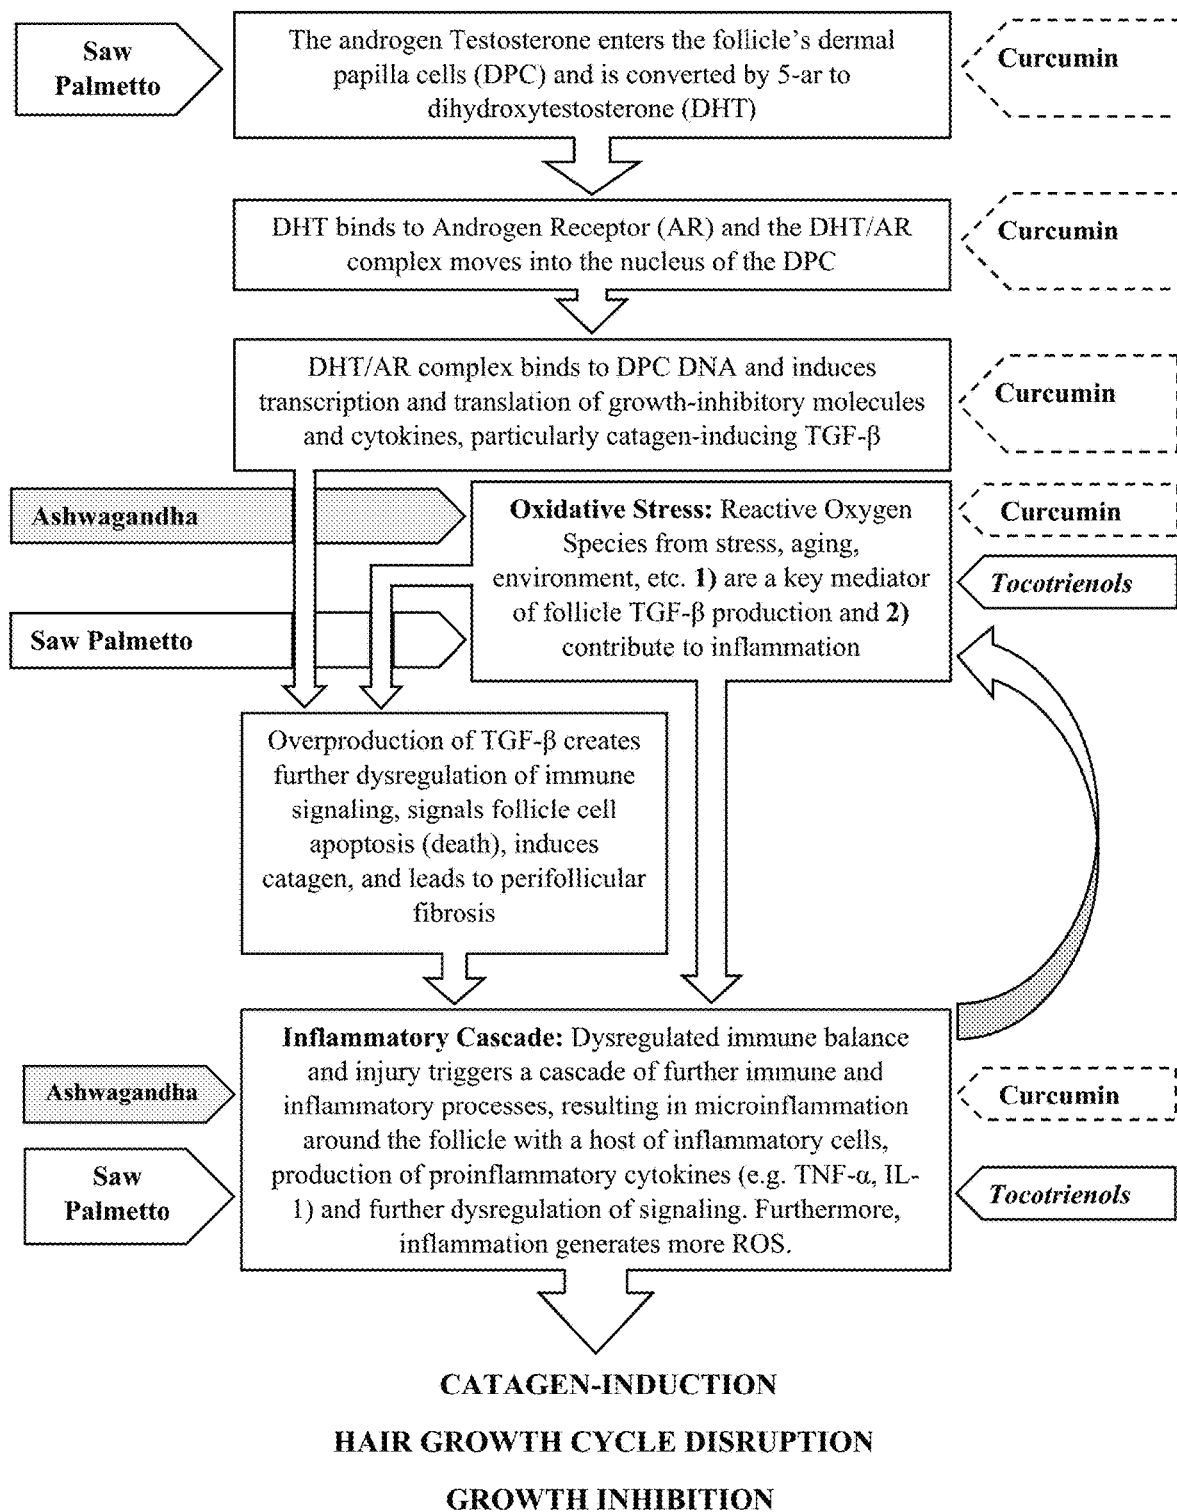 Saw
Palmetto
The androgen Testosterone enters the follicle's dermal
papilla cells (DPC) and is converted by 5-ar to
dihydroxytestosterone (DHT)
Curcumin
DHT binds to Androgen Receptor (AR) and the DHT/AR
complex moves into the nucleus of the DPC
Curcumin
DHT/AR complex binds to DPC DNA and induces
transcription and translation of growth-inhibitory molecules
and cytokines, particularly catagen-inducing TGF-β
Curcumin
Ashwagandha
Saw Palmetto
Oxidative Stress: Reactive Oxygen
Species from stress, aging,
environment, etc. 1) are a key mediator
of follicle TGF-β production and 2)
contribute to inflammation
Curcumin
Tocotrienols
Overproduction of TGF-β creates
further dysregulation of immune
signaling, signals follicle cell
apoptosis (death), induces
catagen, and leads to perifollicular
fibrosis
Ashwagandha
Saw
Palmetto
Inflammatory Cascade: Dysregulated immune balance
and injury triggers a cascade of further immune and
inflammatory processes, resulting in microinflammation
around the follicle with a host of inflammatory cells,
production of proinflammatory cytokines (e.g. TNF-α, IL-
1) and further dysregulation of signaling. Furthermore,
inflammation generates more ROS.
Curcumin
Tocotrienols
CATAGEN-INDUCTION
HAIR GROWTH CYCLE DISRUPTION
GROWTH INHIBITION